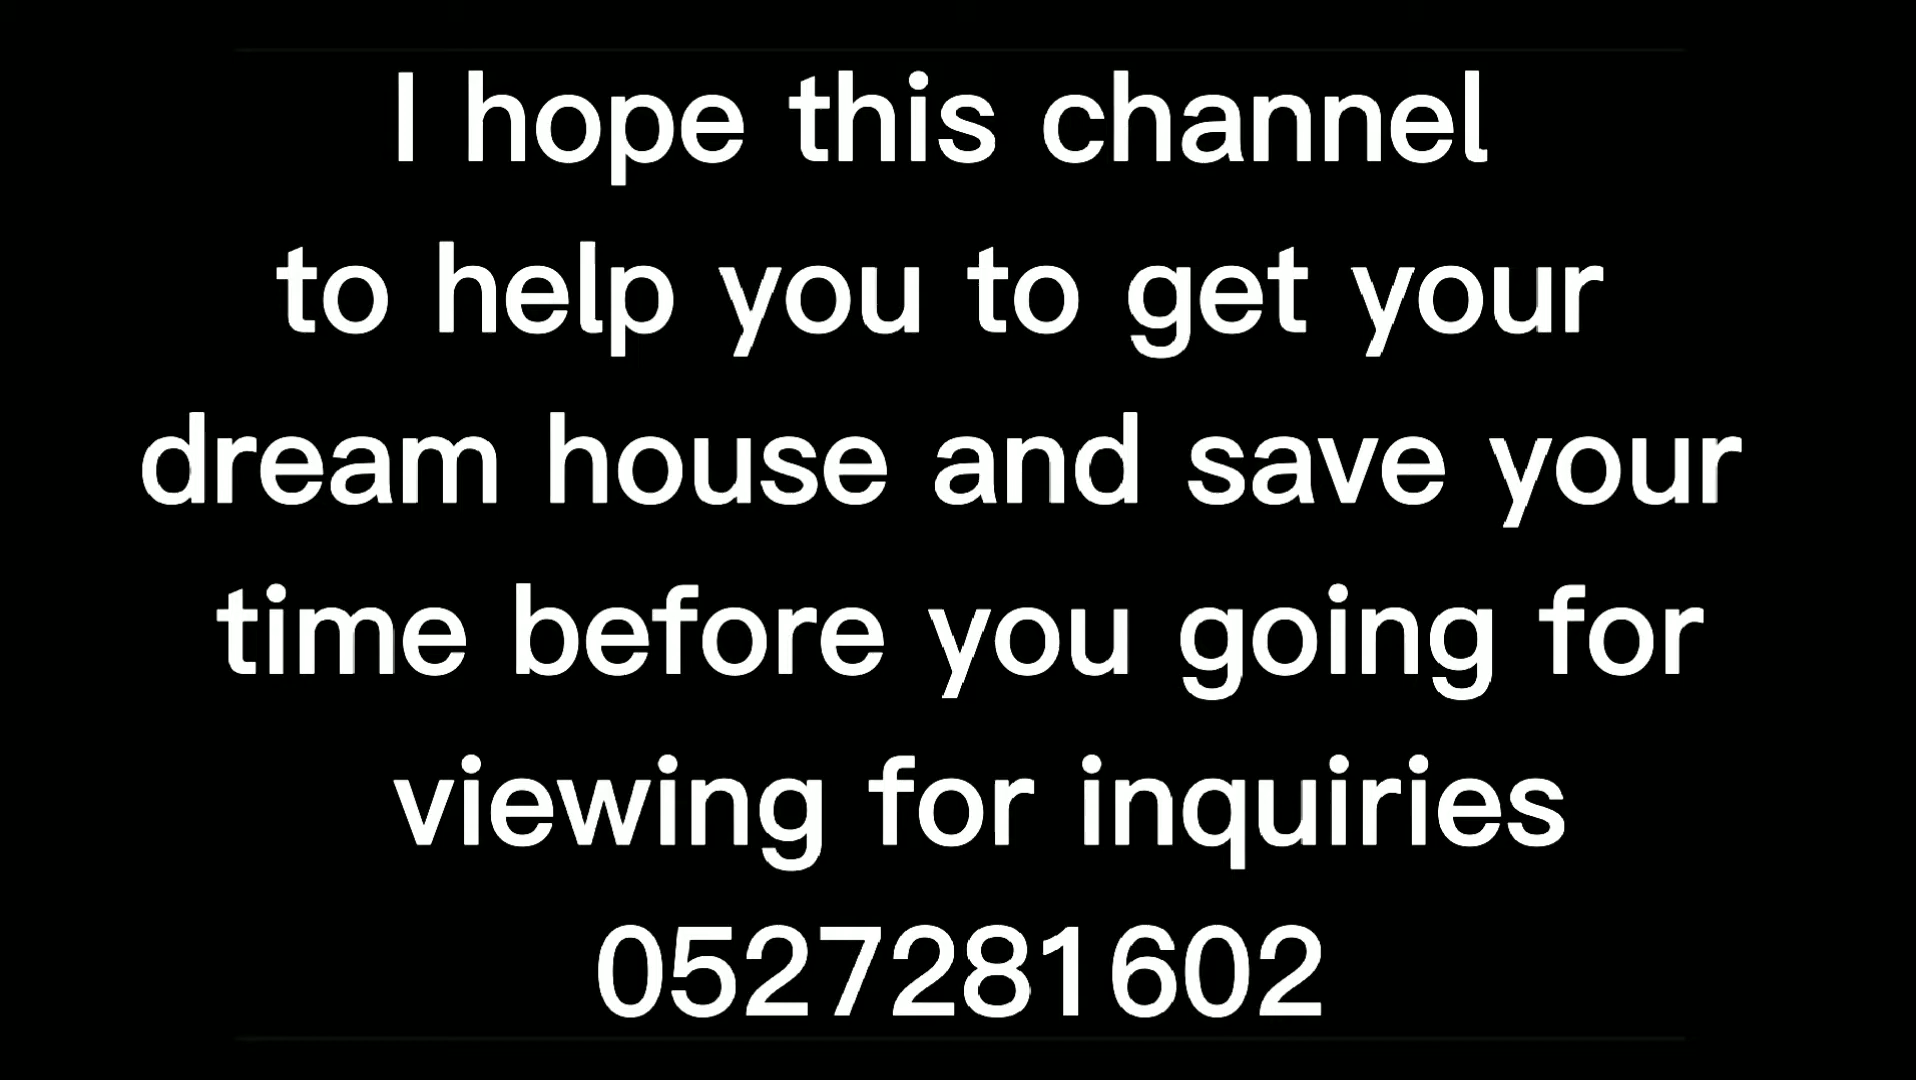 I hope this channel
to help you to get your
dream house and save your
time before you going for
viewing for inquiries
0527281602